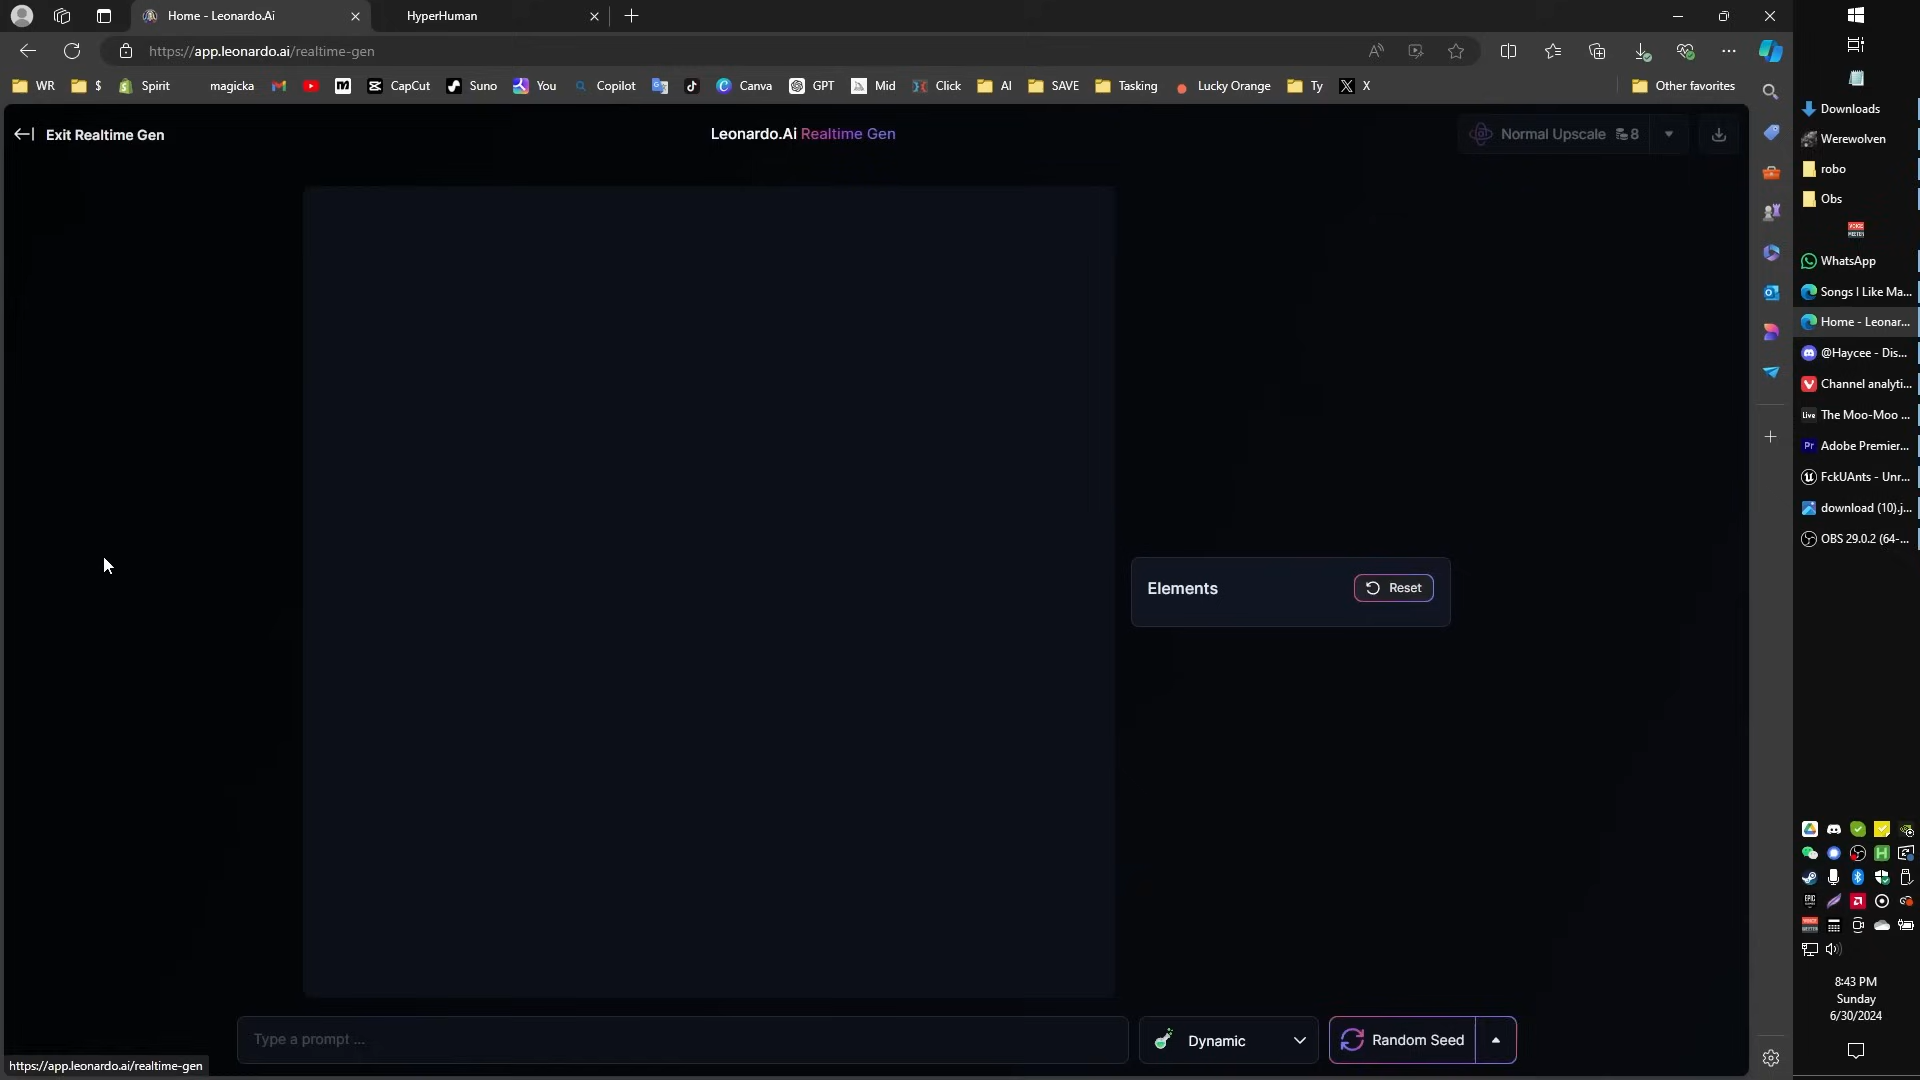 Home - Leonardo.Ai
HyperHuman
https://app.leonardo.ai/realtime-gen
WR
$
Spirit
magicka
CapCut
Suno
You
Copilot
Canva
GPT
Mid
Click
AI
SAVE
Tasking
Lucky Orange
Ty
X
Other favorites
Exit Realtime Gen
Leonardo.Ai Realtime Gen
Normal Upscale 8
Elements
Reset
Type a prompt ...
Dynamic
Random Seed
https://app.leonardo.ai/realtime-gen
Downloads
Werewolven
robo
Obs
WhatsApp
Songs I Like Ma...
Home - Leonar...
@Haycee - Dis...
Channel analyti...
Live The Moo-Moo ...
Pr Adobe Premier...
FckUAnts - Unr...
download (10).j...
OBS 29.0.2 (64-...
8:43 PM
Sunday
6/30/2024